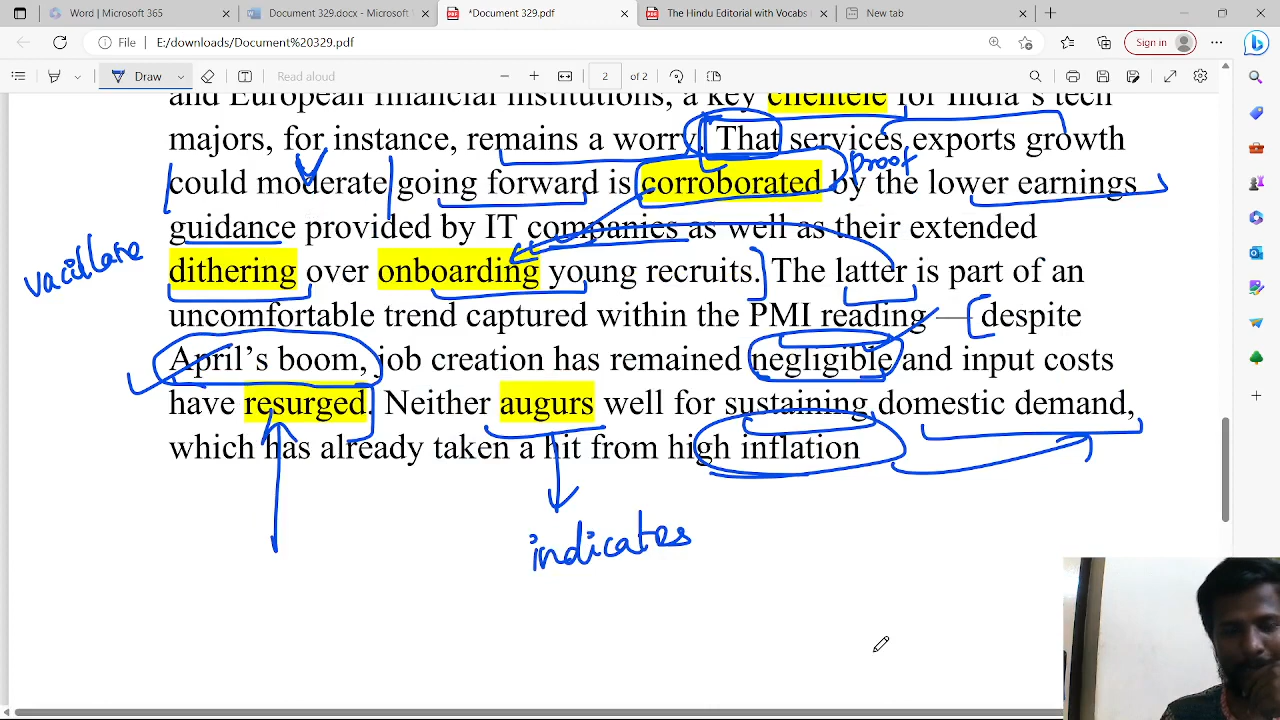 Word | Microsoft 365
Document 329.docx - Microsoft
*Document 329.pdf
The Hindu Editorial with Vocabs
New tab
File
E:/downloads/Document%20329.pdf
Sign in
Draw
Read aloud
2 of 2
and European financial institutions, a key clientele for India's tech
majors, for instance, remains a worry. That services exports growth
proof
could moderate going forward is corroborated by the lower earnings
guidance provided by IT companies as well as their extended
vacillate
dithering over onboarding young recruits. The latter is part of an
uncomfortable trend captured within the PMI reading — despite
April's boom, job creation has remained negligible and input costs
have resurged. Neither augurs well for sustaining domestic demand,
which has already taken a hit from high inflation
indicates